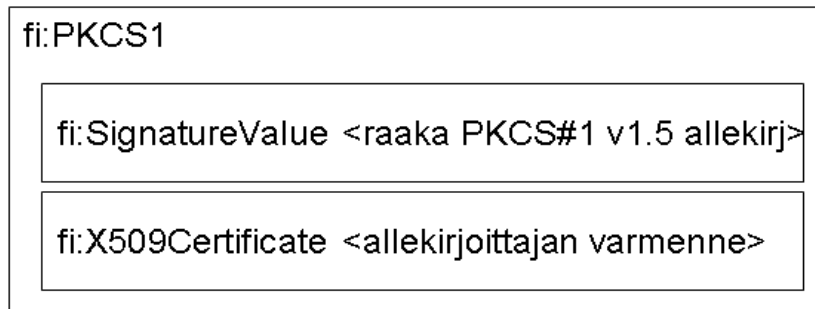 fi:PKCS1
fi:SignatureValue <raaka PKCS#1 v1.5 allekirj>
fi:X509Certificate <allekirjoittajan varmenne>